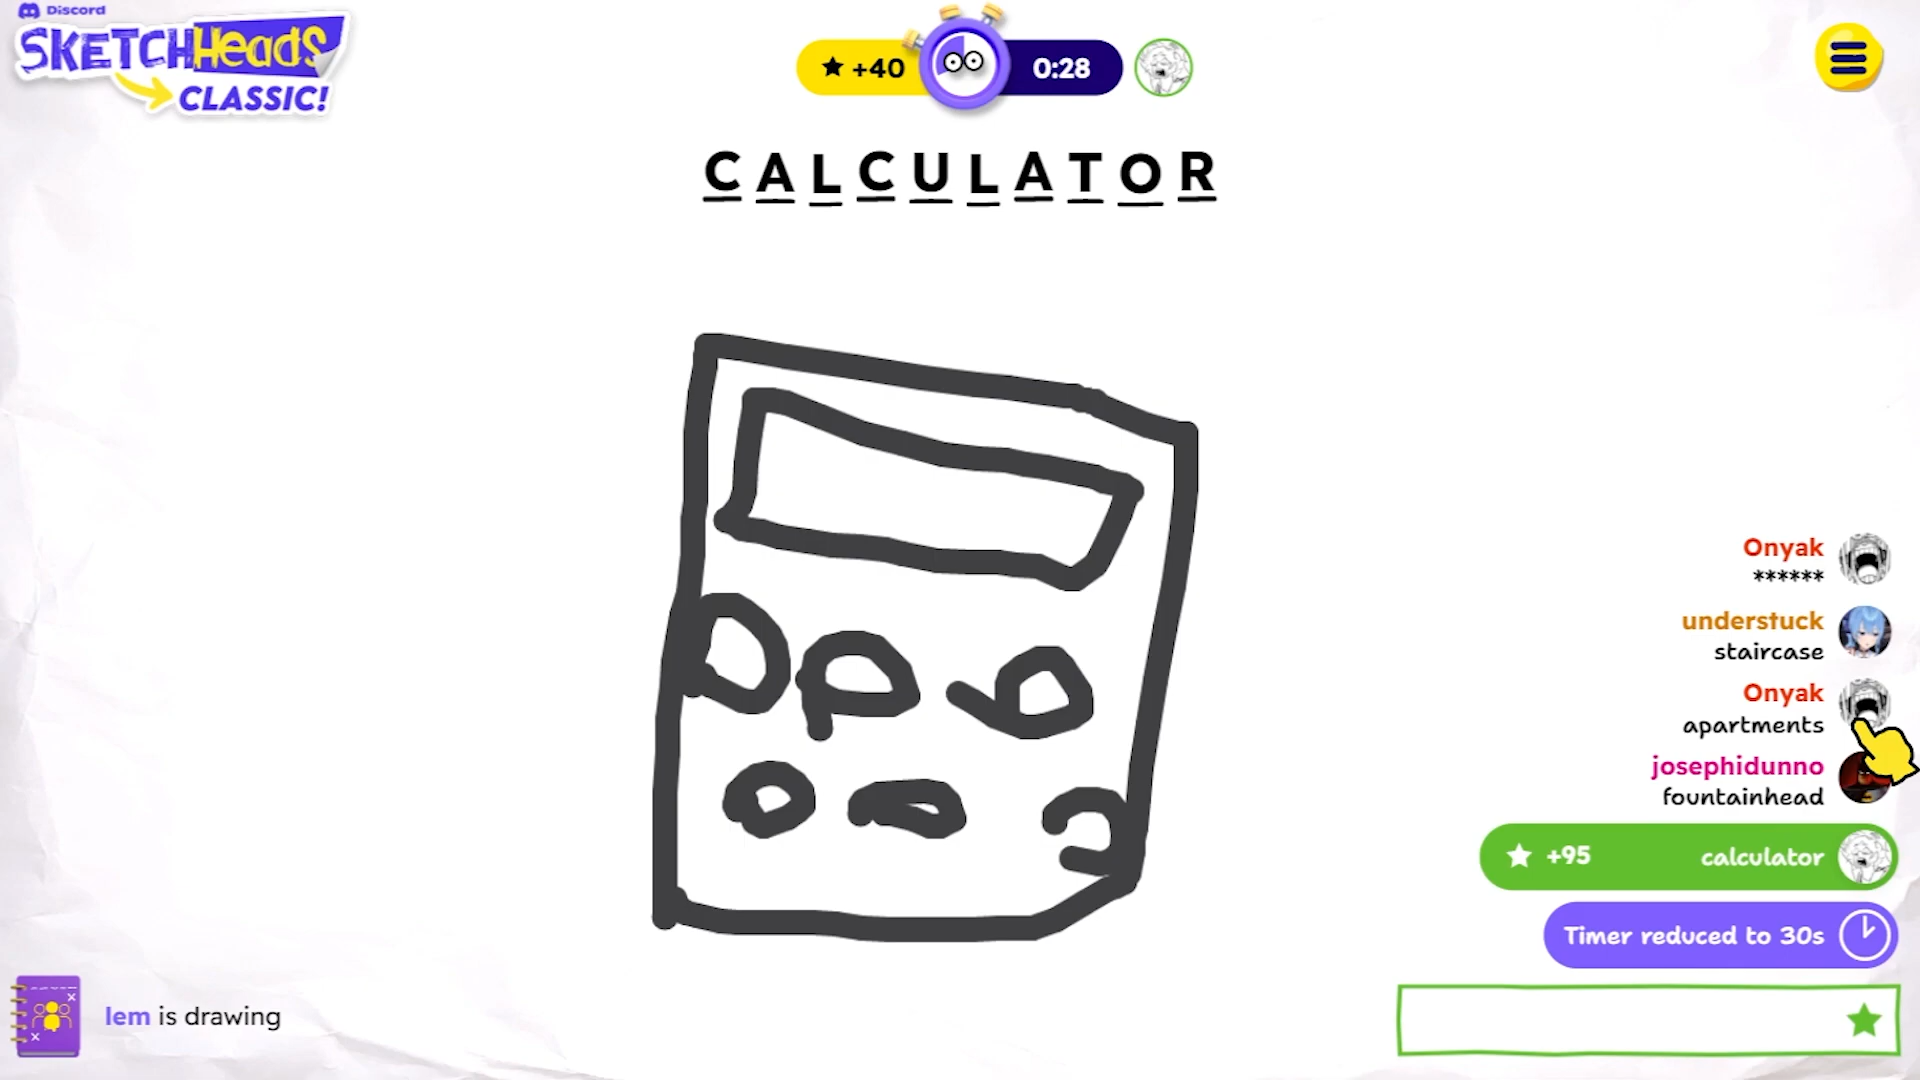 Discord
SKETCHHeadS
CLASSIC!
+40
0:28
CALCULATOR
Onyak
******
understuck
staircase
Onyak
apartments
josephidunno
fountainhead
+95 calculator
Timer reduced to 30s
lem is drawing